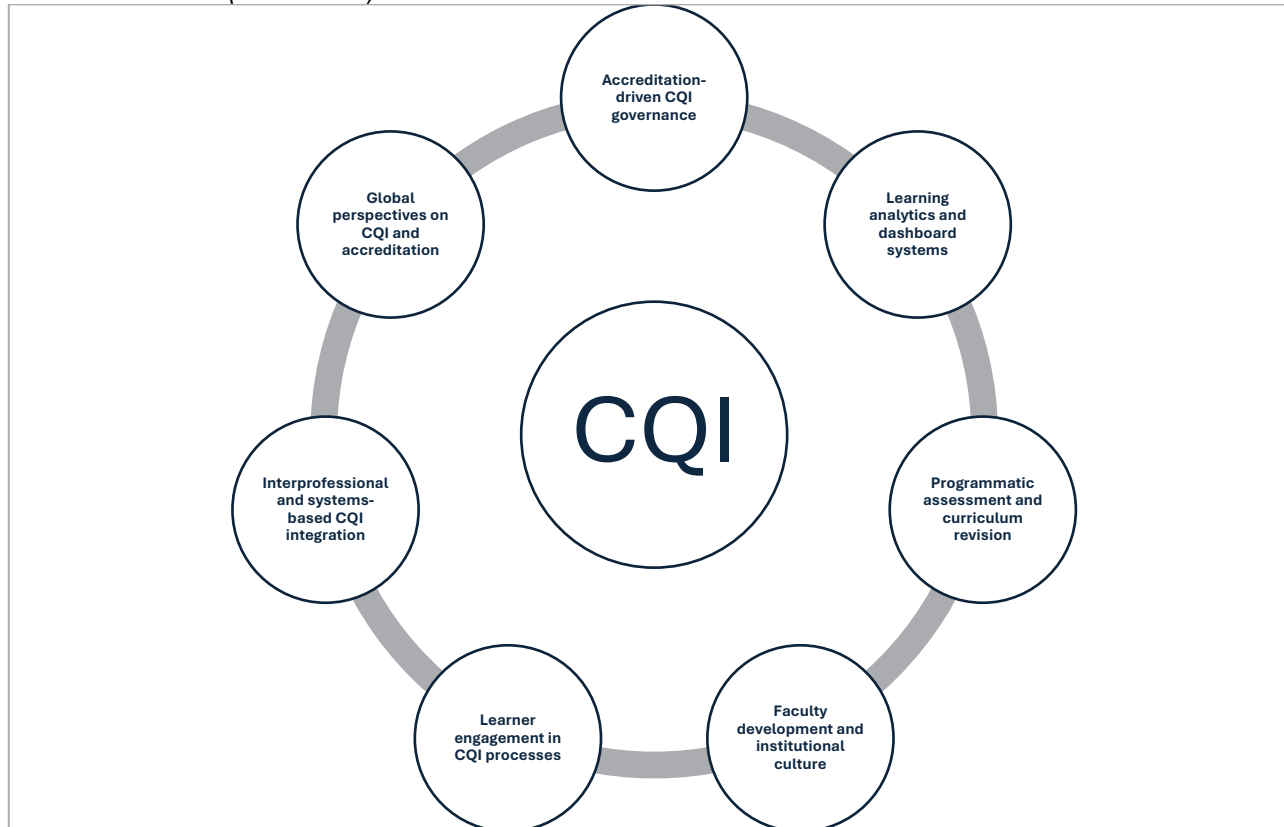 Accreditation-
driven CQI
governance
Global
perspectives on
CQI and
accreditation
Learning
analytics and
dashboard
systems
CQI
Interprofessional
and systems-
based CQI
integration
Programmatic
assessment and
curriculum
revision
Learner
engagement in
CQI processes
Faculty
development and
institutional
culture